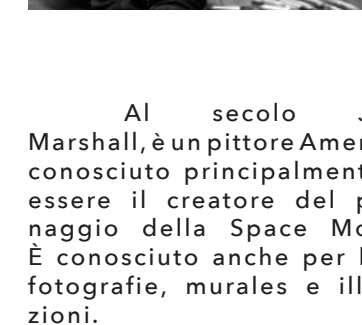 Al secolo
Marshall, è un pittore
conosciuto
essere il creatore del
naggio della Space
È conosciuto anche per
fotografie, murales e
zioni.